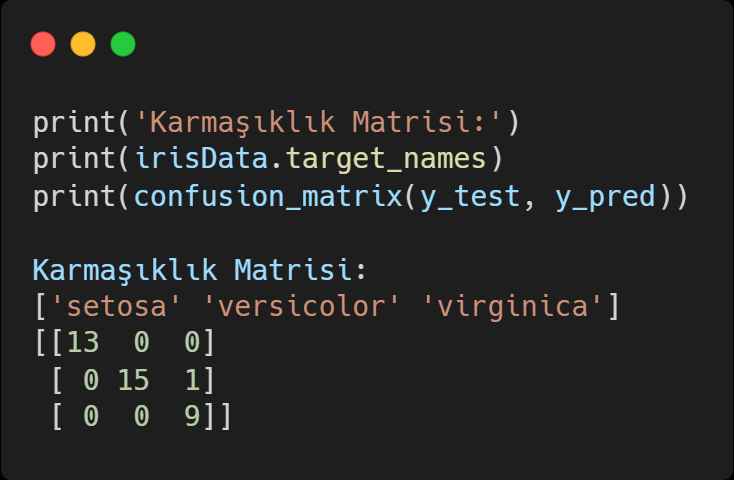 print('Karmaşıklık Matrisi:')
print(irisData.target_names)
print(confusion_matrix(y_test, y_pred))
Karmaşıklık Matrisi:
['setosa' 'versicolor' 'virginica']
[[13  0  0]
 [ 0 15  1]
 [ 0  0  9]]